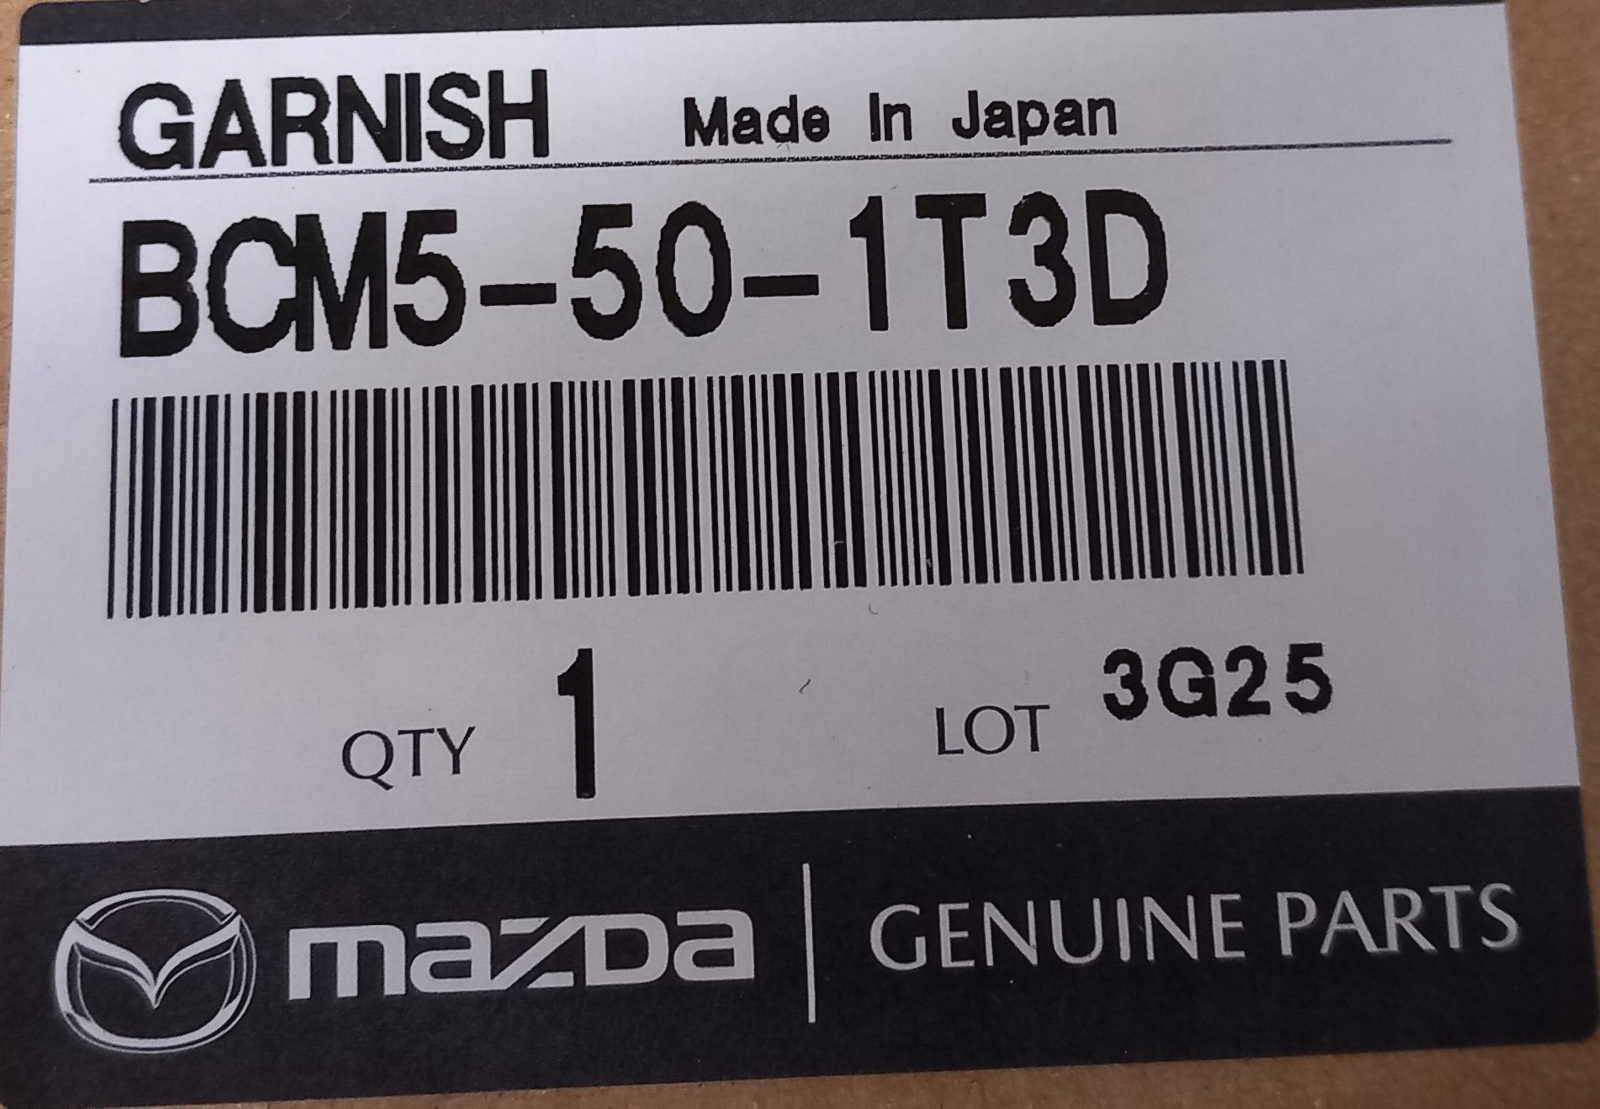 GARNISH Made In Japan
BCM5-50-1T3D
QTY 1 LOT 3G25
mazda GENUINE PARTS